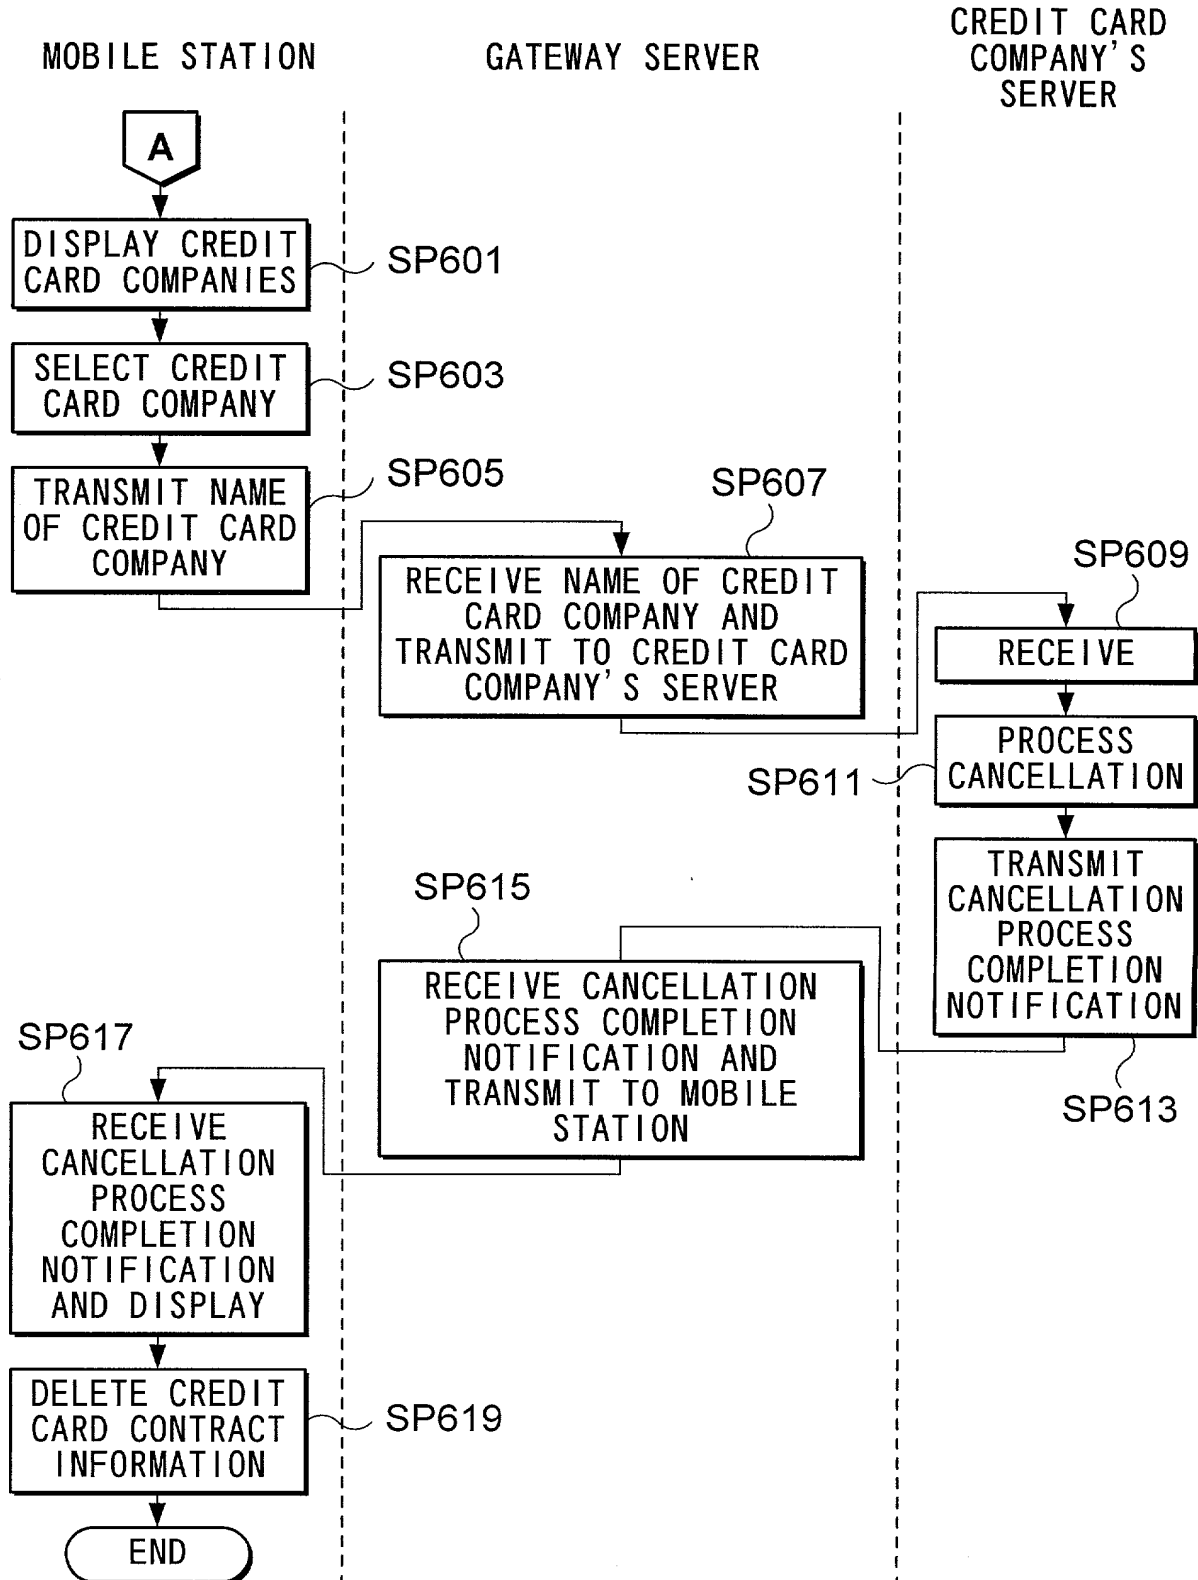 MOBILE STATION
GATEWAY SERVER
CREDIT CARD
COMPANY'S
SERVER
A
DISPLAY CREDIT
CARD COMPANIES
SP601
SELECT CREDIT
CARD COMPANY
SP603
TRANSMIT NAME
OF CREDIT CARD
COMPANY
SP605
SP607
RECEIVE NAME OF CREDIT
CARD COMPANY AND
TRANSMIT TO CREDIT CARD
COMPANY'S SERVER
SP609
RECEIVE
PROCESS
CANCELLATION
SP611
TRANSMIT
CANCELLATION
PROCESS
COMPLETION
NOTIFICATION
SP613
SP615
RECEIVE CANCELLATION
PROCESS COMPLETION
NOTIFICATION AND
TRANSMIT TO MOBILE
STATION
SP617
RECEIVE
CANCELLATION
PROCESS
COMPLETION
NOTIFICATION
AND DISPLAY
DELETE CREDIT
CARD CONTRACT
INFORMATION
SP619
END